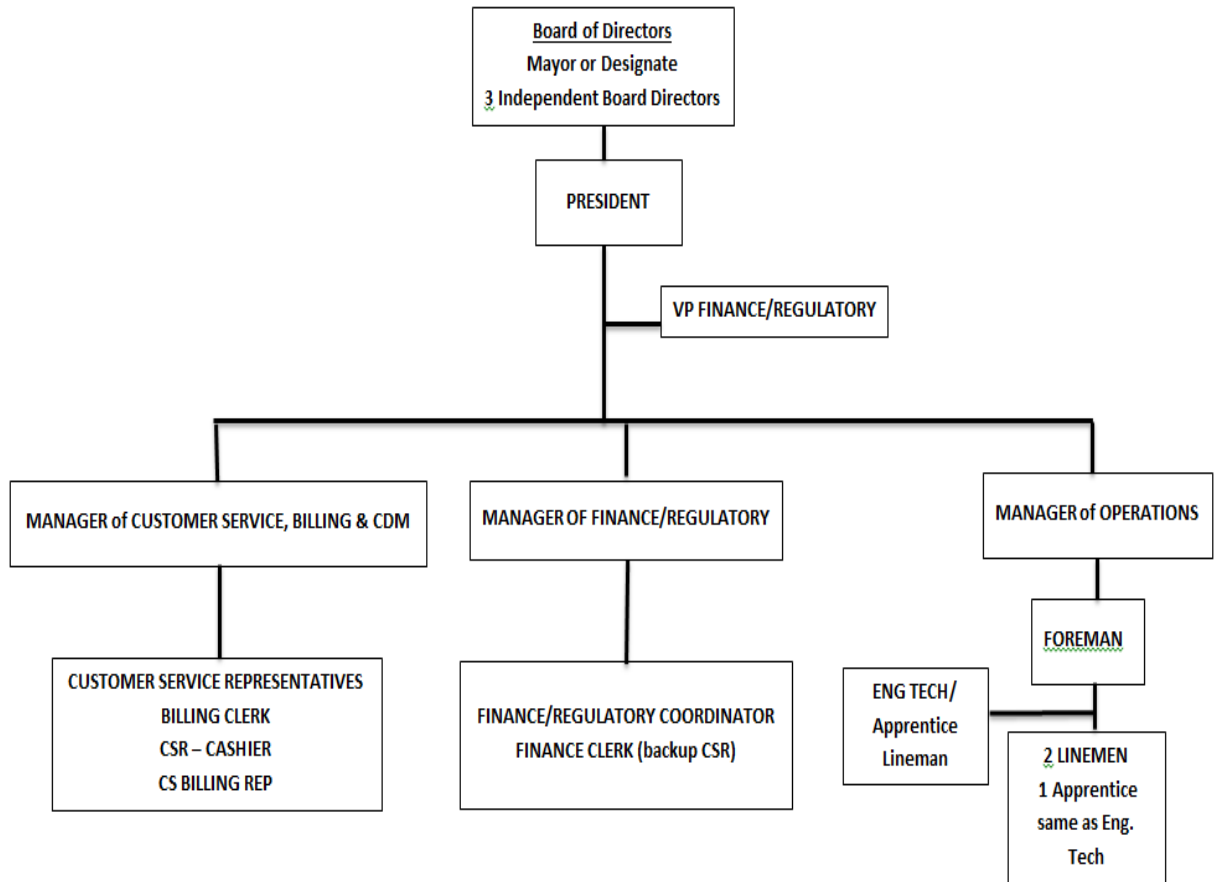 Board of Directors
Mayor or Designate
3 Independent Board Directors
PRESIDENT
VP FINANCE/REGULATORY
MANAGER of CUSTOMER SERVICE, BILLING & CDM
MANAGER OF FINANCE/REGULATORY
MANAGER of OPERATIONS
CUSTOMER SERVICE REPRESENTATIVES
BILLING CLERK
CSR – CASHIER
CS BILLING REP
FINANCE/REGULATORY COORDINATOR
FINANCE CLERK (backup CSR)
FOREMAN
ENG TECH/
Apprentice
Lineman
2 LINEMEN
1 Apprentice
same as Eng.
Tech